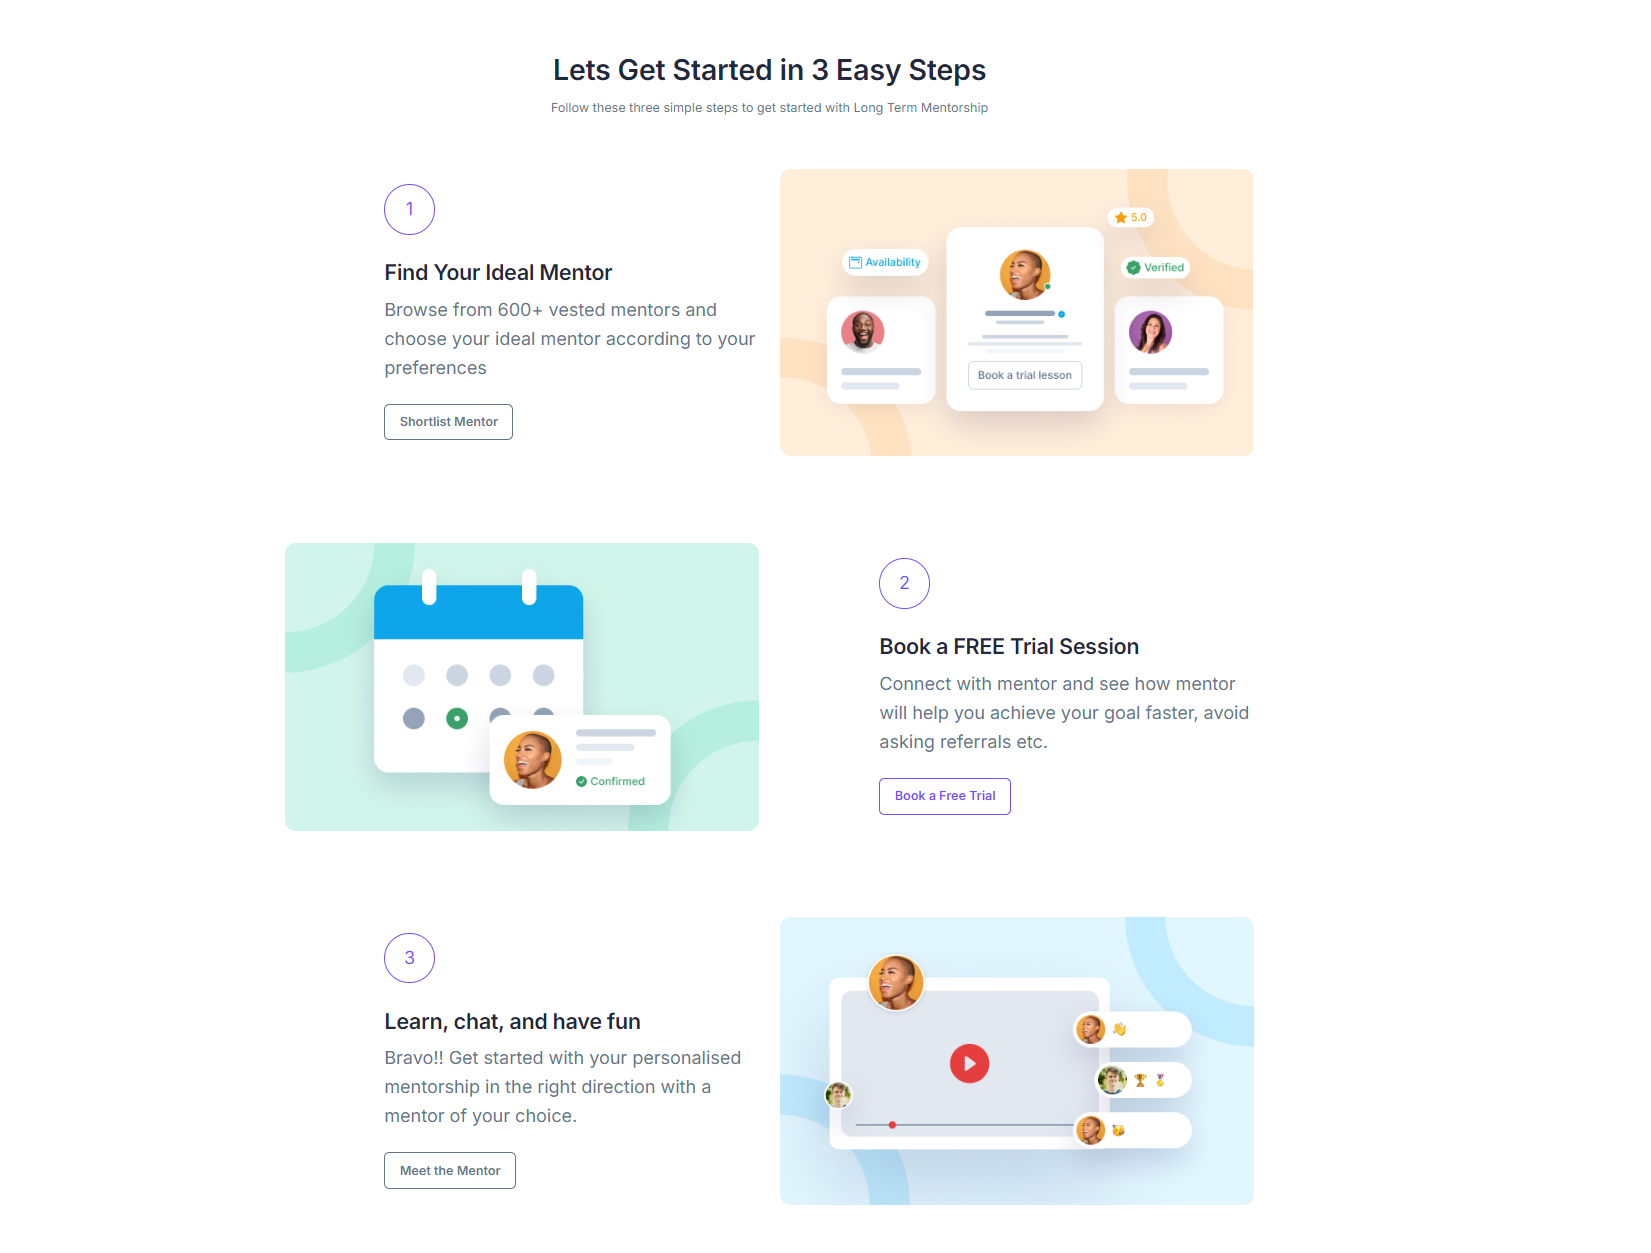 Lets Get Started in 3 Easy Steps
Follow these three simple steps to get started with Long Term Mentorship
1
Find Your Ideal Mentor
Browse from 600+ vested mentors and
choose your ideal mentor according to your
preferences
Shortlist Mentor
5.0
Availability
Verified
Book a trial lesson
Confirmed
2
Book a FREE Trial Session
Connect with mentor and see how mentor
will help you achieve your goal faster, avoid
asking referrals etc.
Book a Free Trial
3
Learn, chat, and have fun
Bravo!! Get started with your personalised
mentorship in the right direction with a
mentor of your choice.
Meet the Mentor